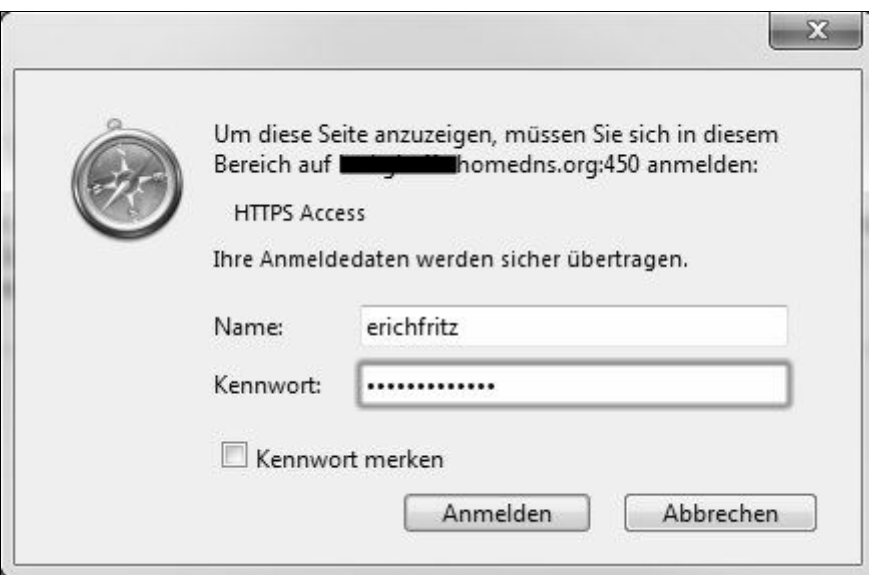 Um diese Seite anzuzeigen, müssen Sie sich in diesem
Bereich auf homedns.org:450 anmelden:
HTTPS Access
Ihre Anmeldedaten werden sicher übertragen.
Name: erichfritz
Kennwort: •••••••••••••
Kennwort merken
Anmelden Abbrechen